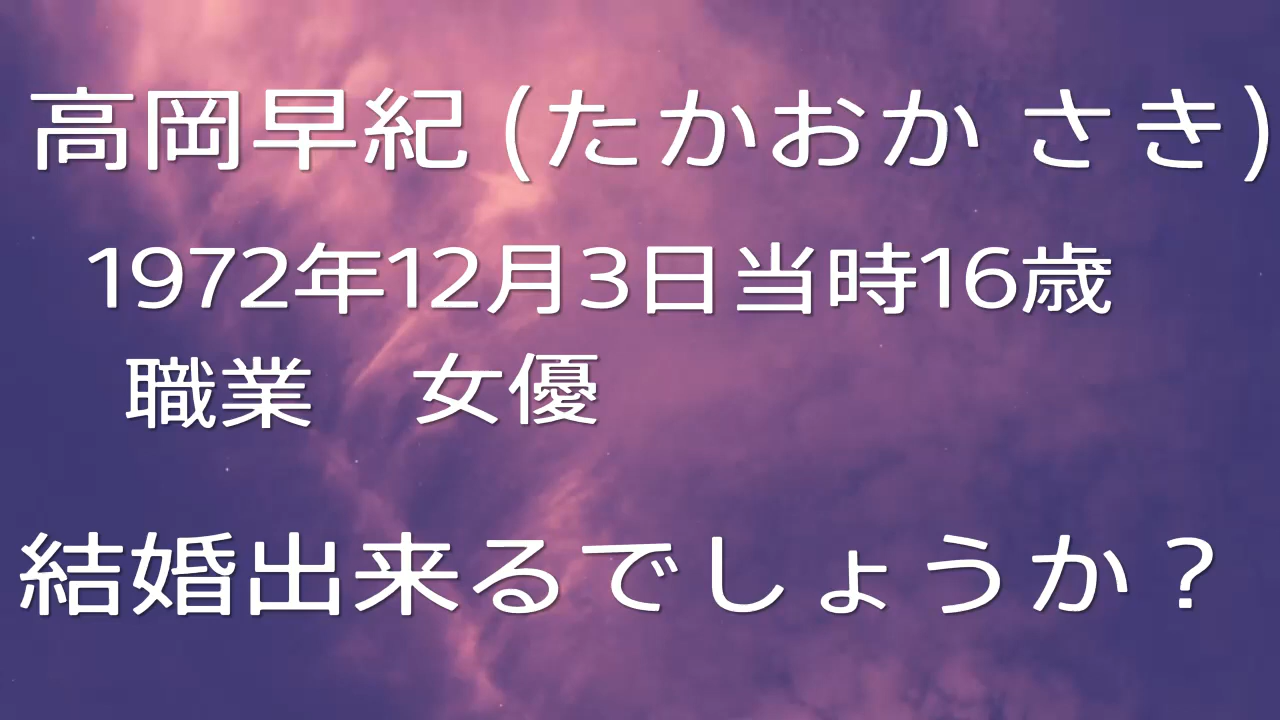 高岡早紀 (たかおか さき)
1972年12月3日当時16歳
職業　女優
結婚出来るでしょうか？